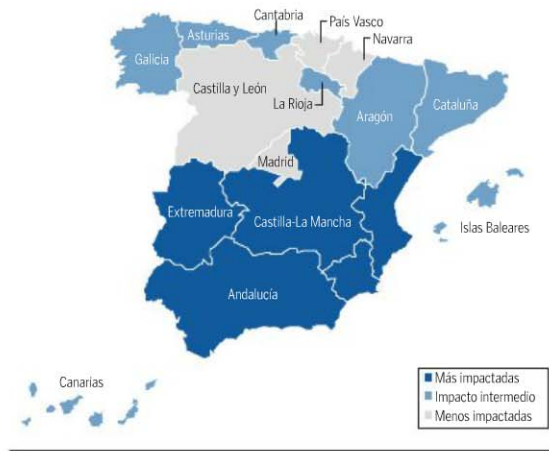 Cantabria
País Vasco
Asturias
Navarra
Galicia
Castilla y León
La Rioja
Cataluña
Aragón
Madrid
Extremadura
Castilla-La Mancha
Islas Baleares
Andalucía
Canarias
Más impactadas
Impacto intermedio
Menos impactadas